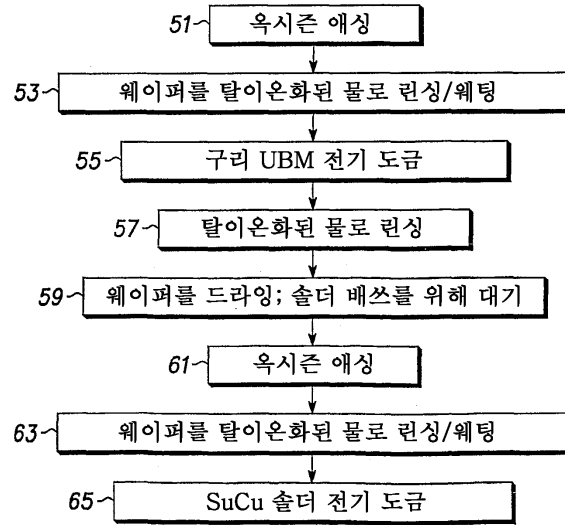 51 옥시즌 애싱
53 웨이퍼를 탈이온화된 물로 린싱/웨팅
55 구리 UBM 전기 도금
57 탈이온화된 물로 린싱
59 웨이퍼를 드라잉; 솔더 배쓰를 위해 대기
61 옥시즌 애싱
63 웨이퍼를 탈이온화된 물로 린싱/웨팅
65 SuCu 솔더 전기 도금